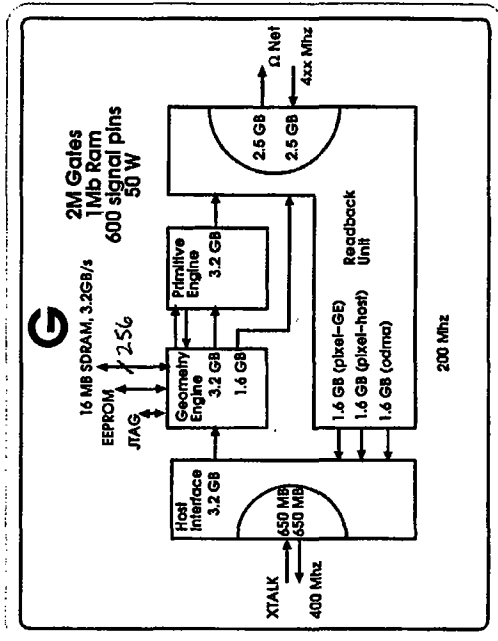 G
2M Gates
1Mb Ram
600 signal pins
50 W
16 MB SDRAM, 3.2GB/s
256
EEPROM
JTAG
Host
Interface
3.2 GB
650 MB
650 MB
XTALK
400 Mhz
Geometry
Engine
3.2 GB
1.6 GB
Primitive
Engine
3.2 GB
2.5 GB
2.5 GB
Ω Net
4xx Mhz
Readback
Unit
1.6 GB (pixel-GE)
1.6 GB (pixel-host)
1.6 GB (odma)
200 Mhz